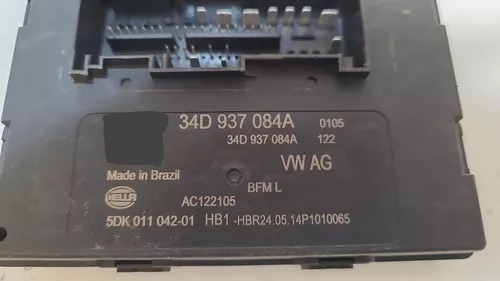 34D 937 084A 0105
34D 937 084A 122
VW AG
Made in Brazil
BFM L
HELLA
AC122105
5DK 011 042-01 HB1 -HBR24.05.14P1010065